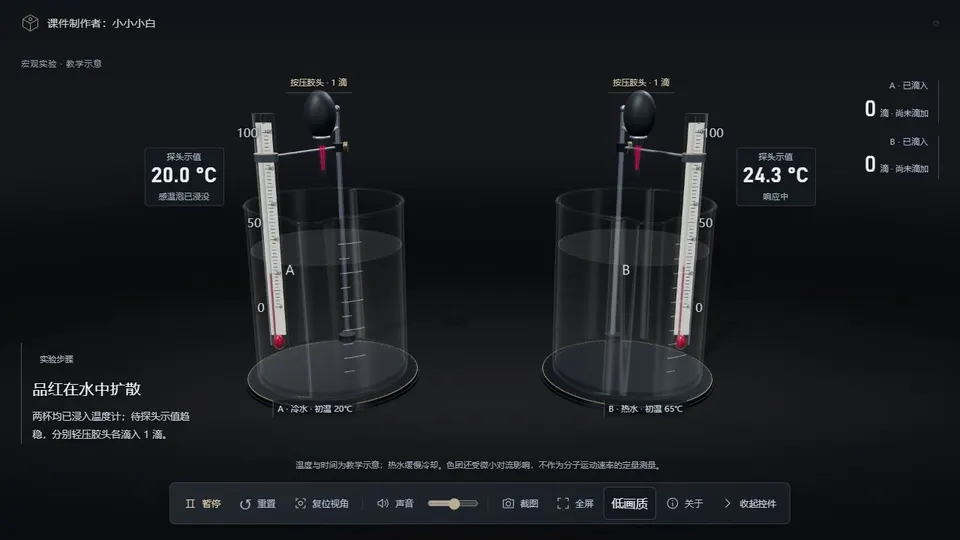 课件制作者：小小小白
宏观实验 · 教学示意
按压胶头 · 1 滴
按压胶头 · 1 滴
A · 已滴入
0 滴 · 尚未滴加
B · 已滴入
0 滴 · 尚未滴加
100
100
探头示值
20.0 °C
感温泡已浸没
探头示值
24.3 °C
响应中
50
50
A
B
0
0
实验步骤
品红在水中扩散
两杯均已浸入温度计；待探头示值趋
稳，分别轻压胶头各滴入 1 滴。
A · 冷水 · 初温 20℃
B · 热水 · 初温 65℃
温度与时间为教学示意；热水缓慢冷却。色团还受微小对流影响，不作为分子运动速率的定量测量。
暂停 重置 复位视角 声音 截图 全屏 低画质 关于 收起控件